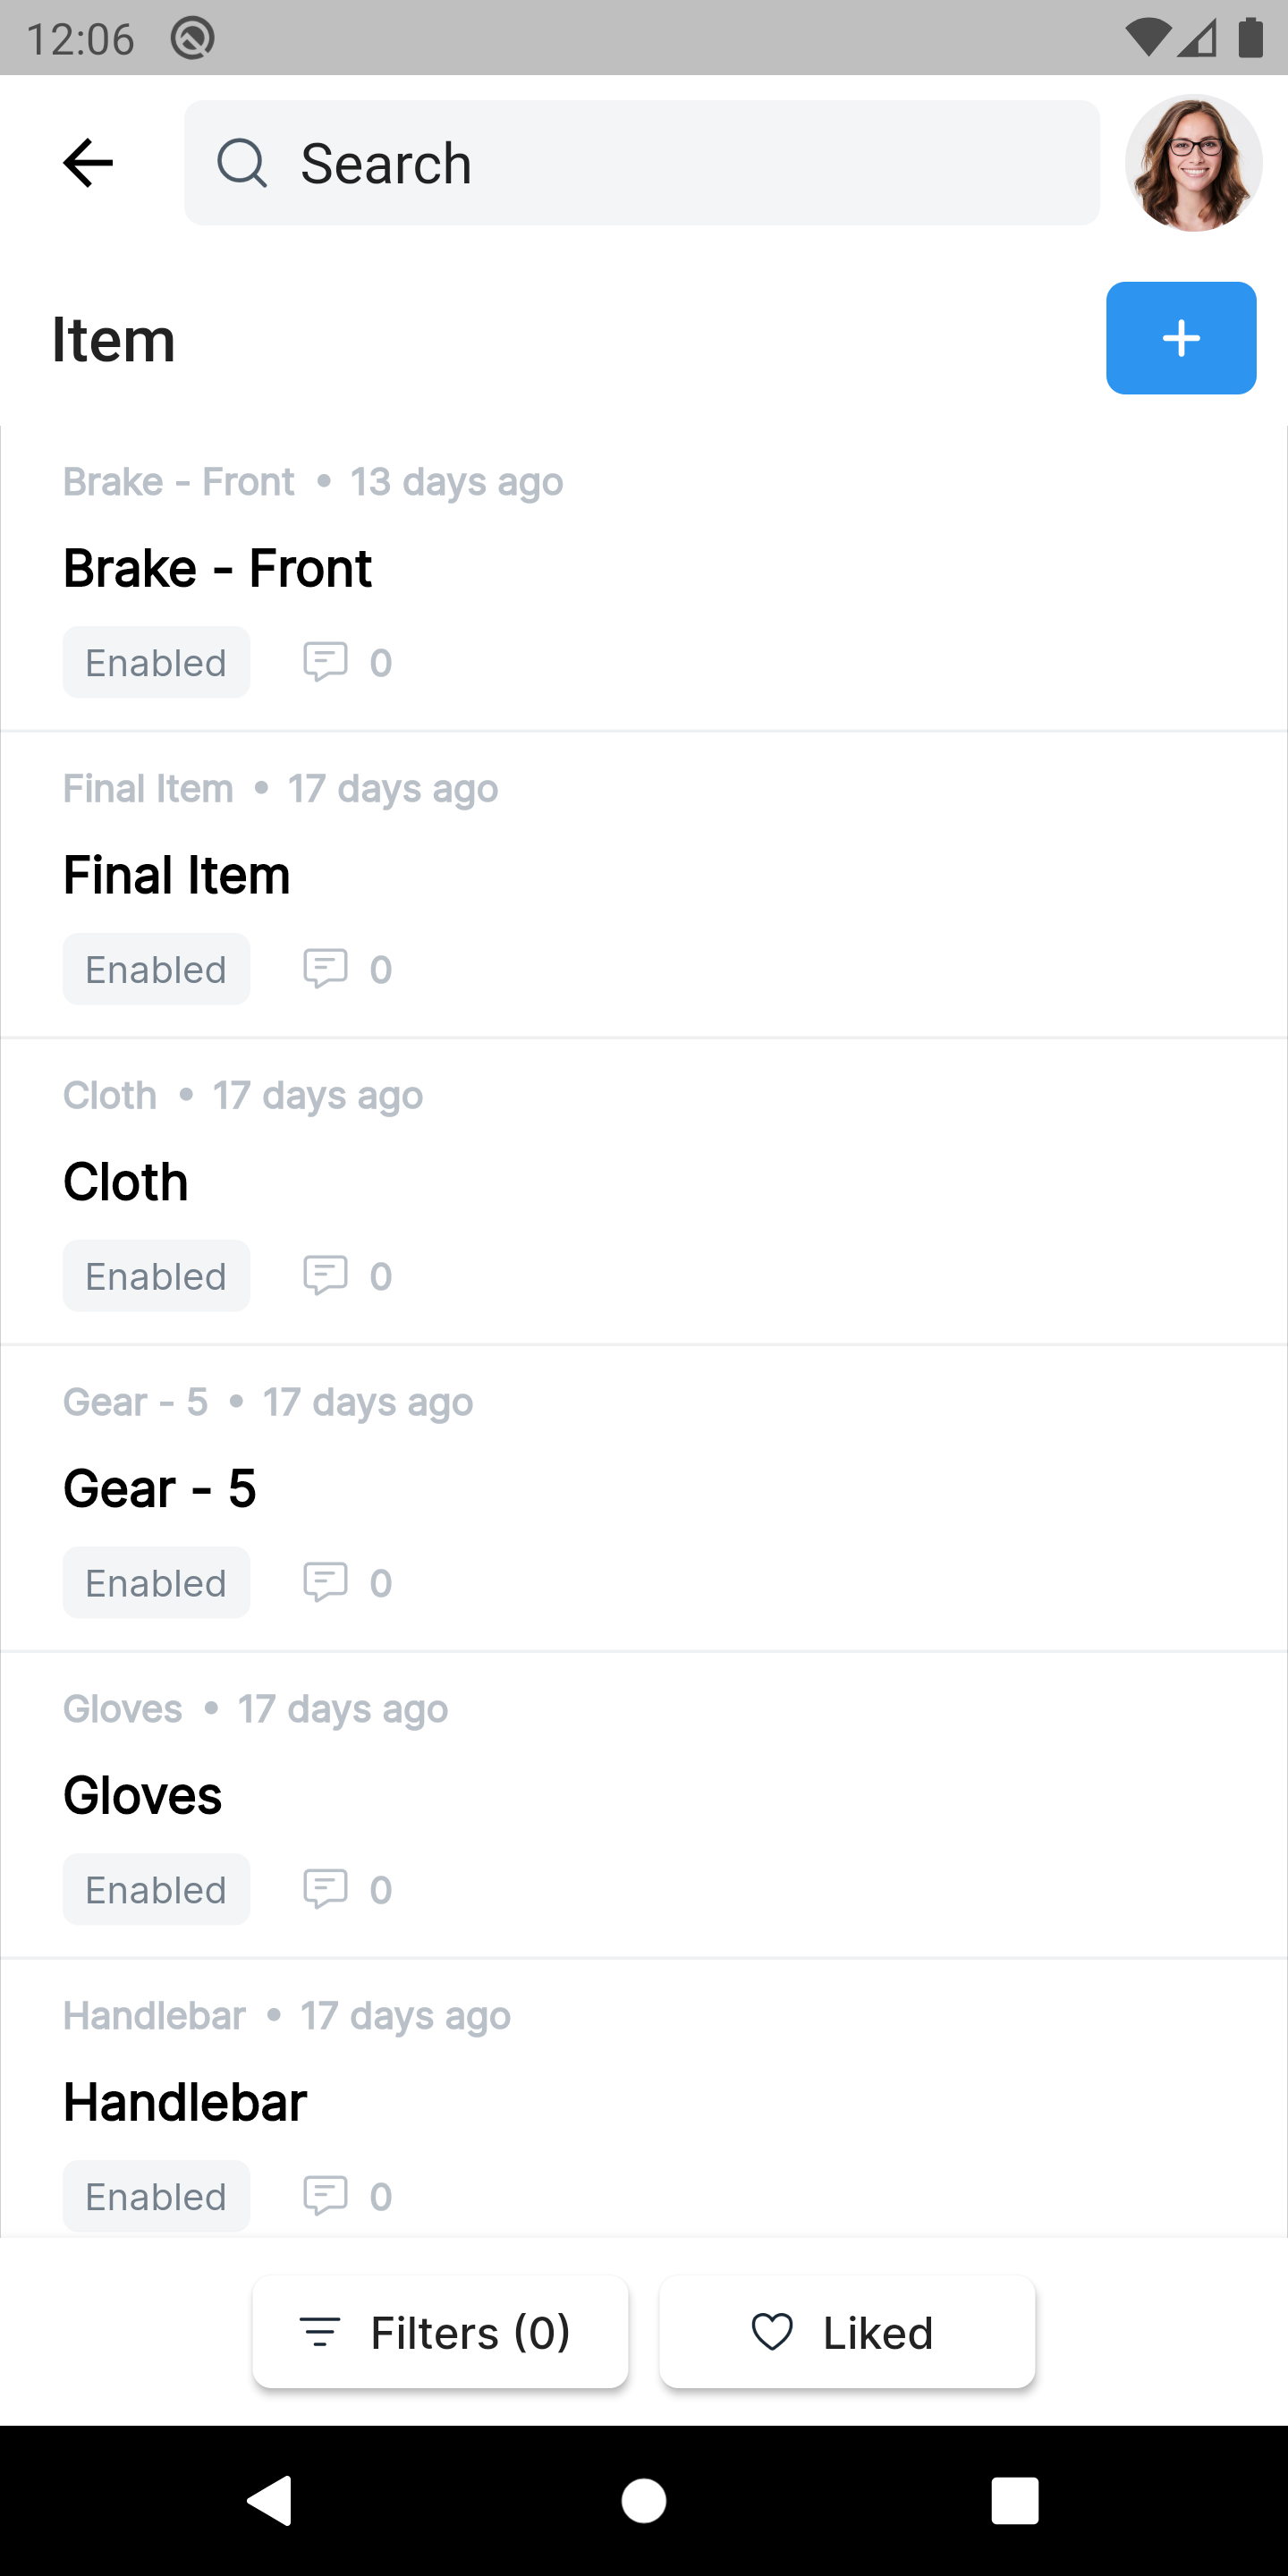 12:06
Search
Item
Brake - Front • 13 days ago
Brake - Front
Enabled 0
Final Item • 17 days ago
Final Item
Enabled 0
Cloth • 17 days ago
Cloth
Enabled 0
Gear - 5 • 17 days ago
Gear - 5
Enabled 0
Gloves • 17 days ago
Gloves
Enabled 0
Handlebar • 17 days ago
Handlebar
Enabled 0
Filters (0) Liked